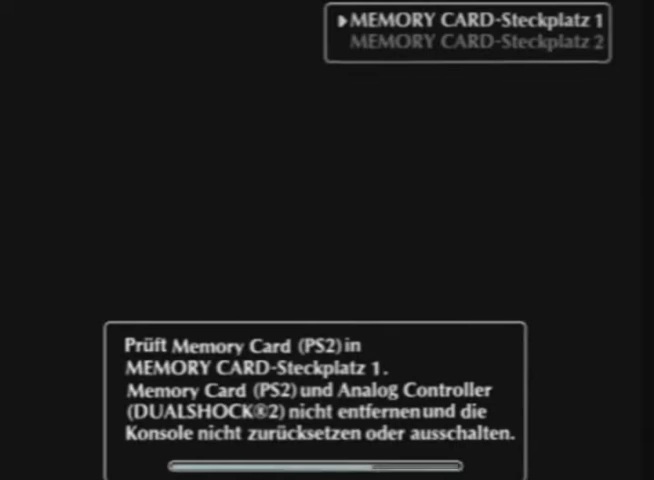 MEMORY CARD-Steckplatz 1
MEMORY CARD-Steckplatz 2
Prüft Memory Card (PS2) in
MEMORY CARD-Steckplatz 1.
Memory Card (PS2) und Analog Controller
(DUALSHOCK®2) nicht entfernen und die
Konsole nicht zurücksetzen oder ausschalten.